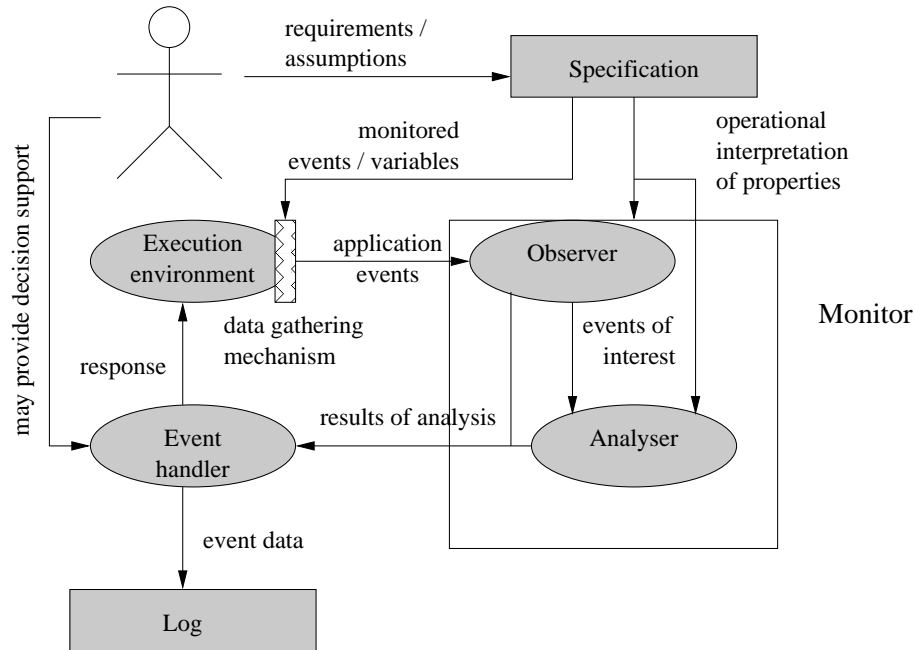 requirements /
assumptions
Specification
monitored
events / variables
operational
interpretation
of properties
may provide decision support
Execution
environment
application
events
Observer
Monitor
data gathering
mechanism
events of
interest
response
results of analysis
Event
handler
Analyser
event data
Log